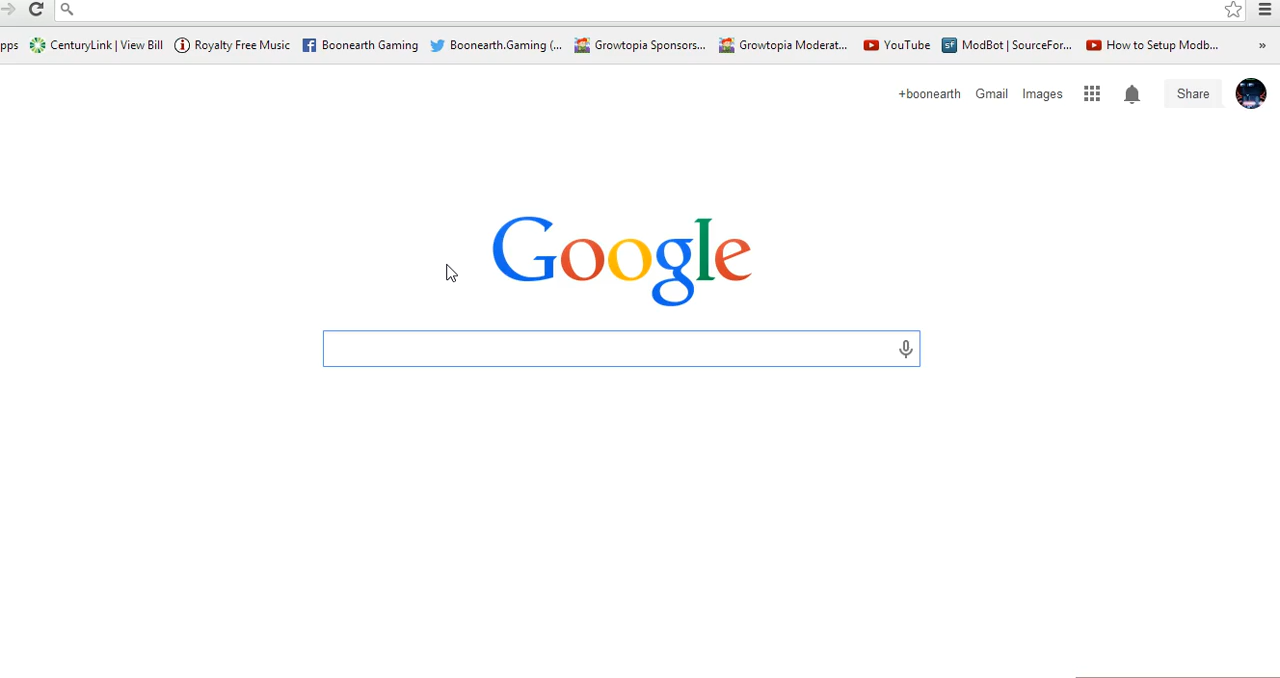 pps CenturyLink | View Bill Royalty Free Music Boonearth Gaming Boonearth.Gaming (... Growtopia Sponsors... Growtopia Moderat... YouTube ModBot | SourceFor... How to Setup Modb... »
+boonearth Gmail Images Share
Google